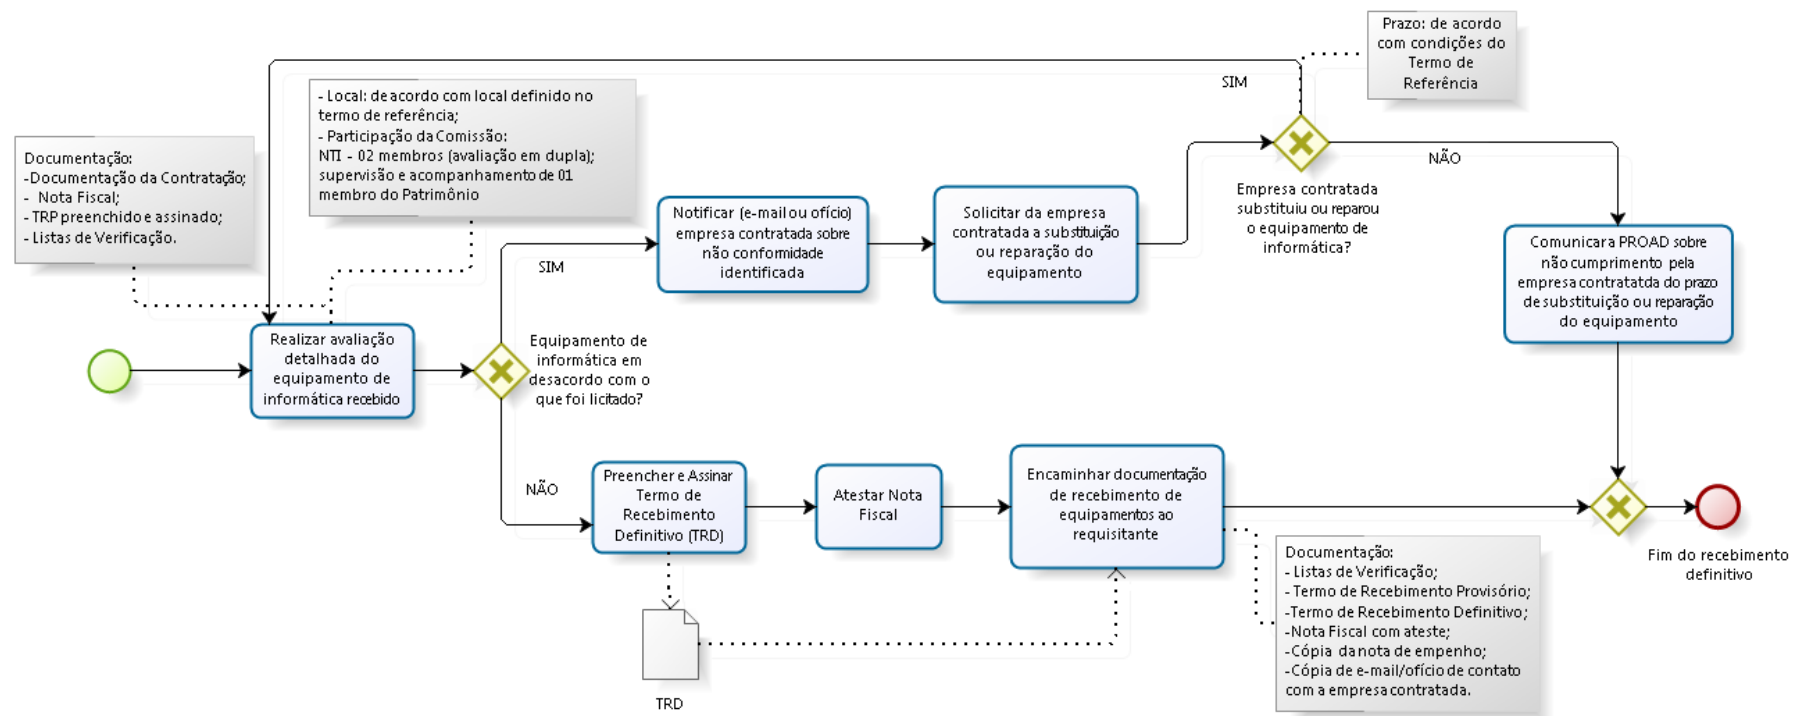 Prazo: de acordo
com condições do
Termo de
Referência
SIM
- Local: de acordo com local definido no
termo de referência;
- Participação da Comissão:
NTI - 02 membros (avaliação em dupla);
supervisão e acompanhamento de 01
membro do Patrimônio
Documentação:
-Documentação da Contratação;
- Nota Fiscal;
- TRP preenchido e assinado;
- Listas de Verificação.
NÃO
Empresa contratada
substituiu ou reparou
o equipamento de
informática?
Notificar (e-mail ou ofício)
empresa contratada sobre
não conformidade
identificada
Solicitar da empresa
contratada a substituição
ou reparação do
equipamento
SIM
Comunicar a PROAD sobre
não cumprimento pela
empresa contratatda do prazo
de substituição ou reparação
do equipamento
Realizar avaliação
detalhada do
equipamento de
informática recebido
Equipamento de
informática em
desacordo com o
que foi licitado?
NÃO
Preencher e Assinar
Termo de
Recebimento
Definitivo (TRD)
Atestar Nota
Fiscal
Encaminhar documentação
de recebimento de
equipamentos ao
requisitante
Fim do recebimento
definitivo
Documentação:
- Listas de Verificação;
- Termo de Recebimento Provisório;
-Termo de Recebimento Definitivo;
-Nota Fiscal com ateste;
-Cópia da nota de empenho;
-Cópia de e-mail/ofício de contato
com a empresa contratada.
TRD